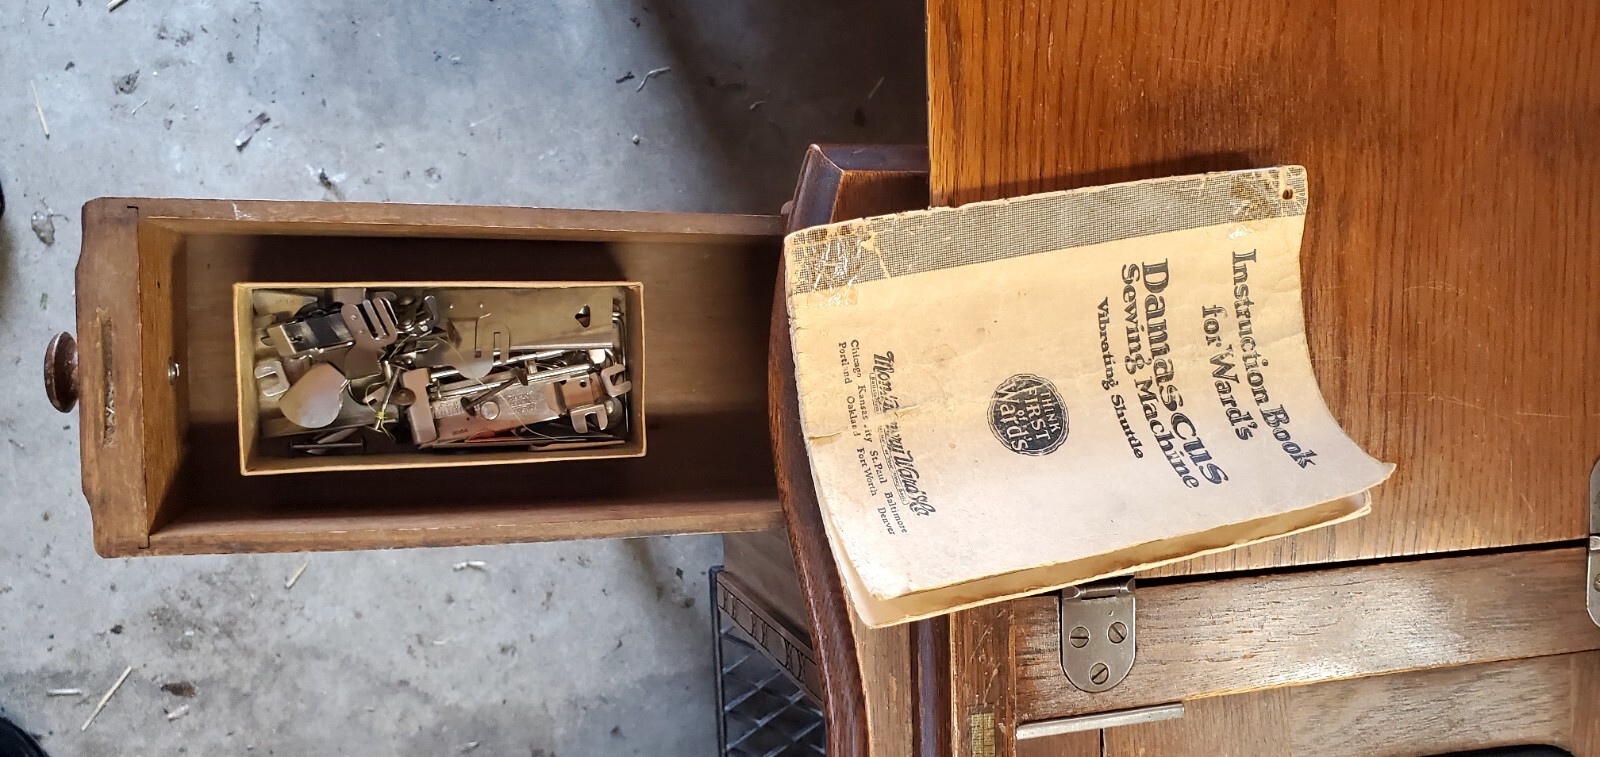 Instruction Book
for Ward's
Damascus
Sewing Machine
Vibrating Shuttle
THINK
FIRST
OF
Wards
Montgomery Ward & Co.
Chicago Kansas City St. Paul Baltimore
Portland Oakland Fort Worth Denver